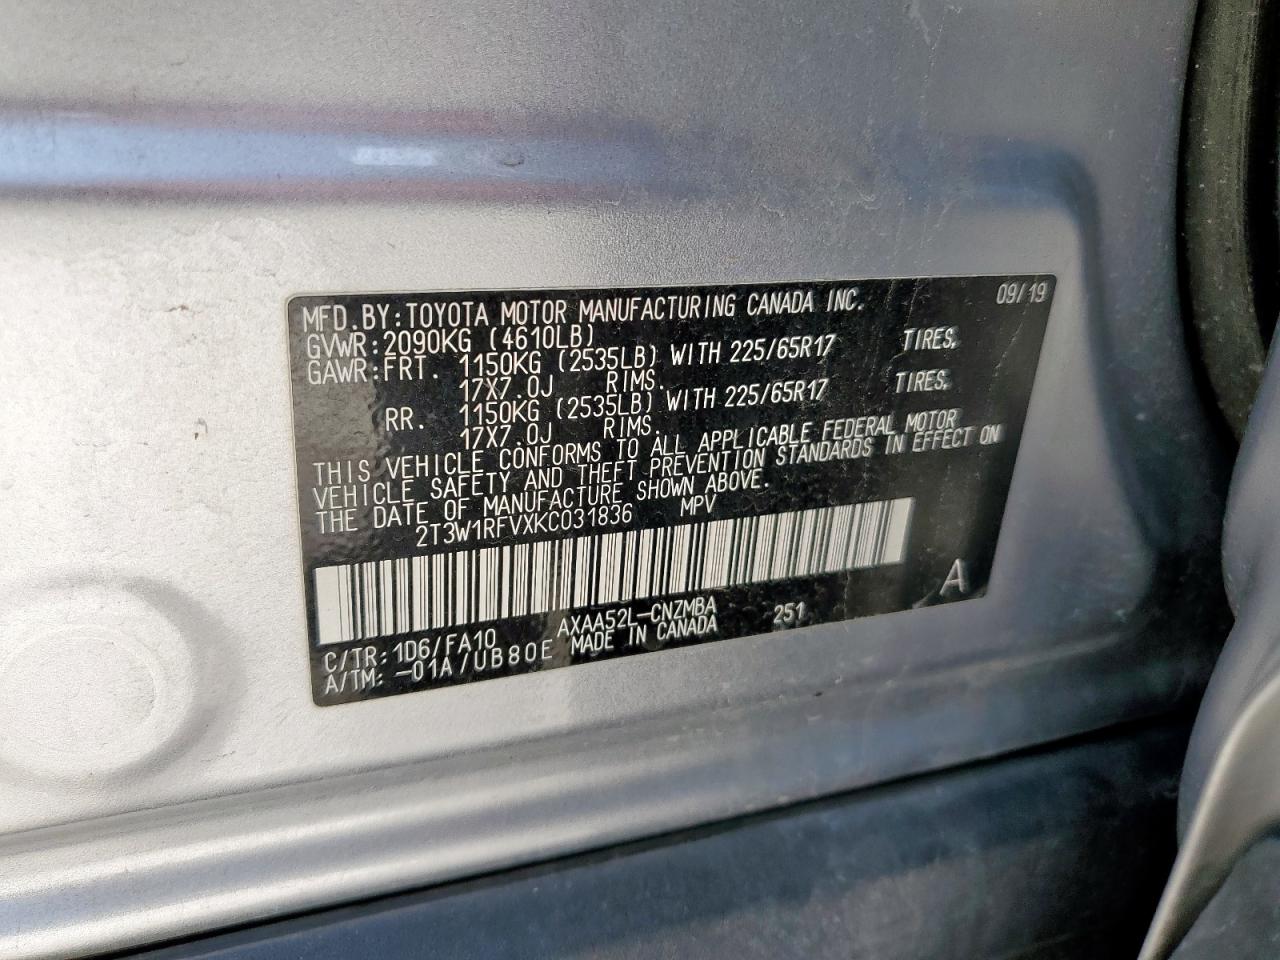 MFD.BY:TOYOTA MOTOR MANUFACTURING CANADA INC. 09/19
GVWR:2090KG (4610LB)
GAWR:FRT. 1150KG (2535LB) WITH 225/65R17 TIRES,
17X7.0J RIMS.
RR. 1150KG (2535LB) WITH 225/65R17 TIRES,
17X7.0J RIMS.
THIS VEHICLE CONFORMS TO ALL APPLICABLE FEDERAL MOTOR
VEHICLE SAFETY AND THEFT PREVENTION STANDARDS IN EFFECT ON
THE DATE OF MANUFACTURE SHOWN ABOVE.
2T3W1RFVXKC031836 MPV
A
C/TR:1D6/FA10 AXAA52L-CNZMBA 251
A/TM:-01A/UB80E MADE IN CANADA